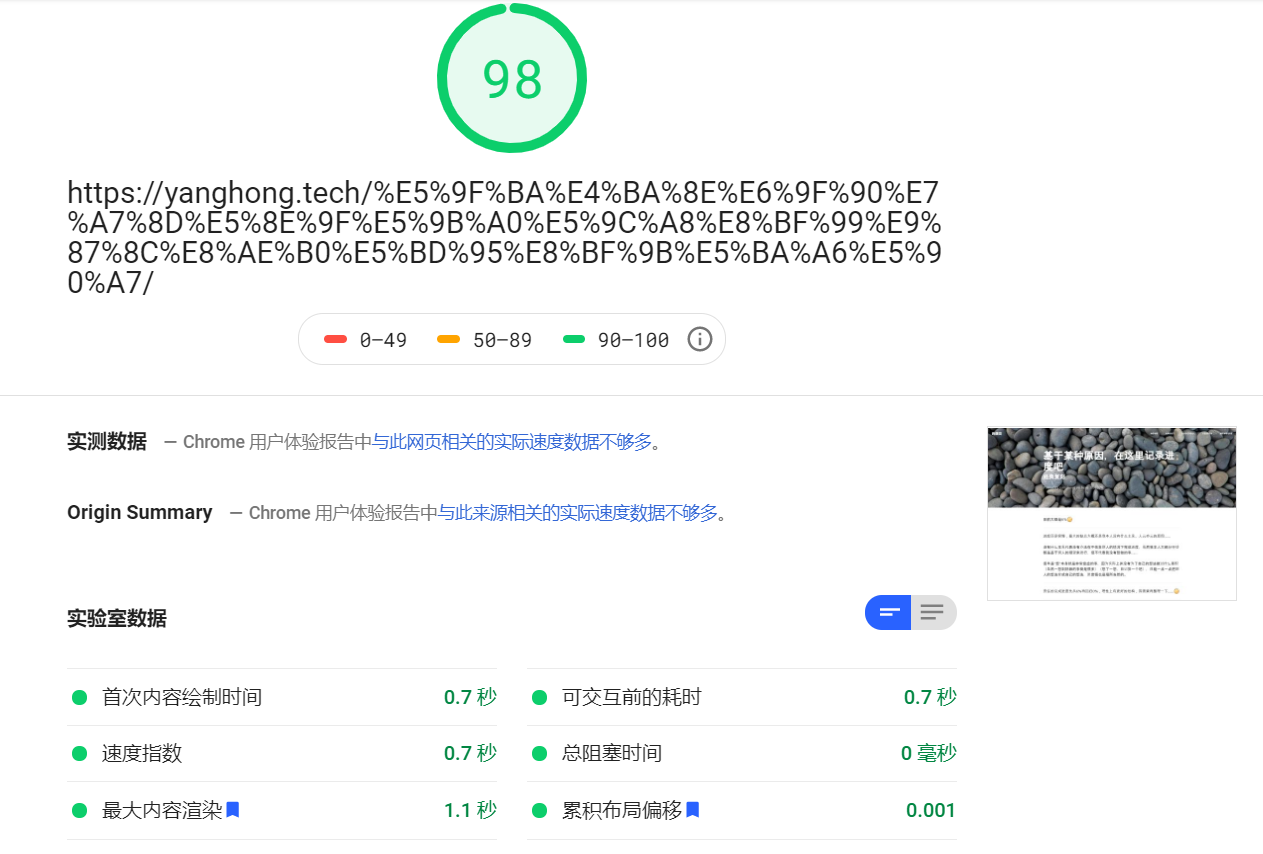 98
https://yanghong.tech/%E5%9F%BA%E4%BA%8E%E6%9F%90%E7
%A7%8D%E5%8E%9F%E5%9B%A0%E5%9C%A8%E8%BF%99%E9%
87%8C%E8%AE%B0%E5%BD%95%E8%BF%9B%E5%BA%A6%E5%9
0%A7/
0–49 50–89 90–100
实测数据 — Chrome 用户体验报告中与此网页相关的实际速度数据不够多。
基于某种原因,在这里记录进
度吧
Origin Summary — Chrome 用户体验报告中与此来源相关的实际速度数据不够多。
实验室数据
首次内容绘制时间 0.7 秒
可交互前的耗时 0.7 秒
速度指数 0.7 秒
总阻塞时间 0 毫秒
最大内容渲染 1.1 秒
累积布局偏移 0.001